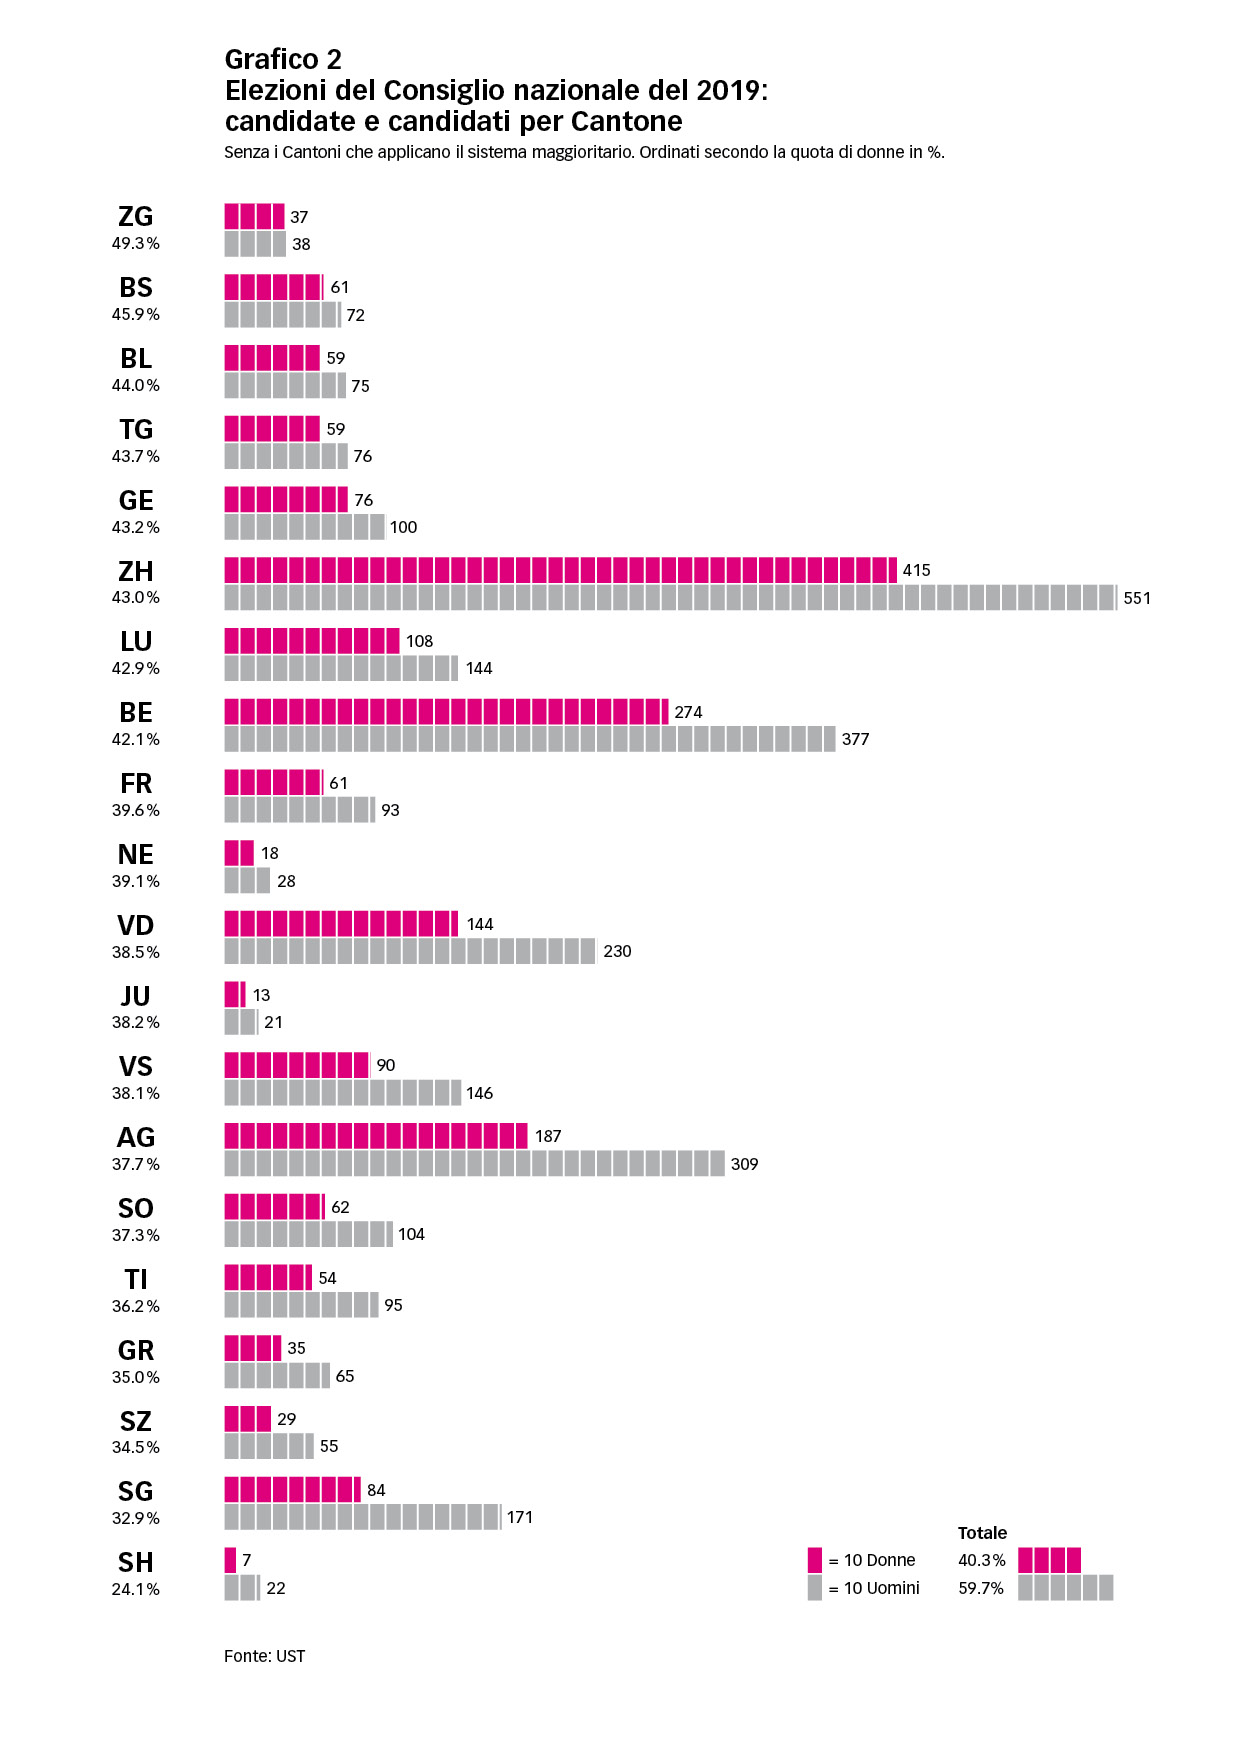 Grafico 2
Elezioni del Consiglio nazionale del 2019:
candidate e candidati per Cantone
Senza i Cantoni che applicano il sistema maggioritario. Ordinati secondo la quota di donne in %.
ZG 37
49.3% 38
BS 61
45.9% 72
BL 59
44.0% 75
TG 59
43.7% 76
GE 76
43.2% 100
ZH 415
43.0% 551
LU 108
42.9% 144
BE 274
42.1% 377
FR 61
39.6% 93
NE 18
39.1% 28
VD 144
38.5% 230
JU 13
38.2% 21
VS 90
38.1% 146
AG 187
37.7% 309
SO 62
37.3% 104
TI 54
36.2% 95
GR 35
35.0% 65
SZ 29
34.5% 55
SG 84
32.9% 171
Totale
SH 7 = 10 Donne 40.3%
24.1% 22 = 10 Uomini 59.7%
Fonte: UST